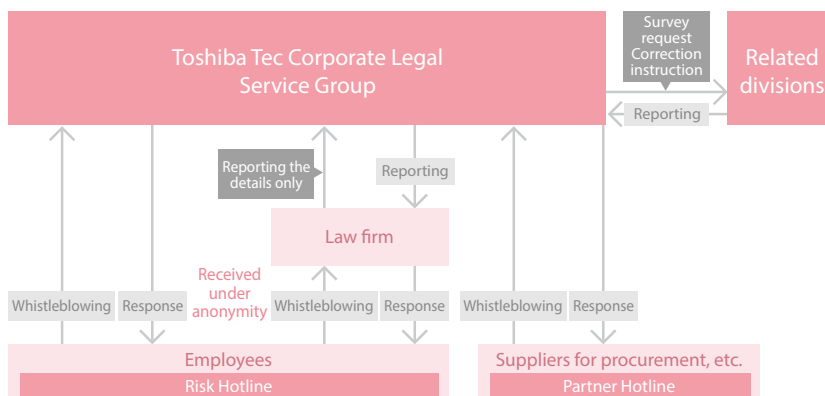 Toshiba Tec Corporate Legal
Service Group
Survey
request
Correction
instruction
Related
divisions
Reporting
Reporting the
details only
Reporting
Law firm
Received
under
anonymity
Whistleblowing
Response
Whistleblowing
Response
Whistleblowing
Response
Employees
Risk Hotline
Suppliers for procurement, etc.
Partner Hotline